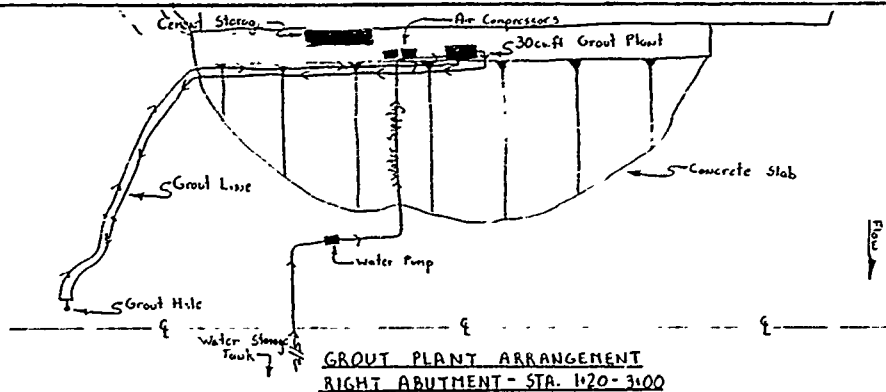 Cement Storag
Air Compressors
30cu.ft Grout Plant
Water Supply
Grout Line
Concrete Slab
Flow
Water Pump
Grout Hole
℄ ℄ ℄
Water Storage
Tank
GROUT PLANT ARRANGEMENT
RIGHT ABUTMENT - STA. 1+20 - 3+00